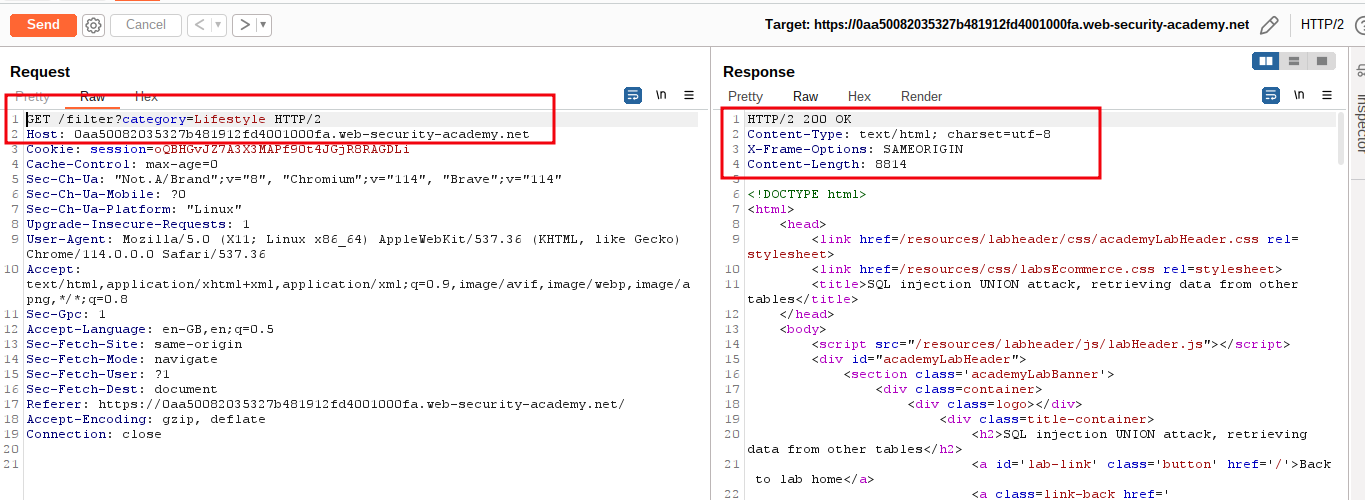 Send Cancel < > Target: https://0aa50082035327b481912fd4001000fa.web-security-academy.net HTTP/2
Request
Pretty Raw Hex \n
1 GET /filter?category=Lifestyle HTTP/2
2 Host: 0aa50082035327b481912fd4001000fa.web-security-academy.net
3 Cookie: session=oQBHGvJZ7A3X3MAPf9Ot4JGjR8RAGDLi
4 Cache-Control: max-age=0
5 Sec-Ch-Ua: "Not.A/Brand";v="8", "Chromium";v="114", "Brave";v="114"
6 Sec-Ch-Ua-Mobile: ?0
7 Sec-Ch-Ua-Platform: "Linux"
8 Upgrade-Insecure-Requests: 1
9 User-Agent: Mozilla/5.0 (X11; Linux x86_64) AppleWebKit/537.36 (KHTML, like Gecko)
Chrome/114.0.0.0 Safari/537.36
10 Accept:
text/html,application/xhtml+xml,application/xml;q=0.9,image/avif,image/webp,image/a
png,*/*;q=0.8
11 Sec-Gpc: 1
12 Accept-Language: en-GB,en;q=0.5
13 Sec-Fetch-Site: same-origin
14 Sec-Fetch-Mode: navigate
15 Sec-Fetch-User: ?1
16 Sec-Fetch-Dest: document
17 Referer: https://0aa50082035327b481912fd4001000fa.web-security-academy.net/
18 Accept-Encoding: gzip, deflate
19 Connection: close
20
21
Response
Pretty Raw Hex Render \n
1 HTTP/2 200 OK
2 Content-Type: text/html; charset=utf-8
3 X-Frame-Options: SAMEORIGIN
4 Content-Length: 8814
5
6 <!DOCTYPE html>
7 <html>
8 <head>
9 <link href=/resources/labheader/css/academyLabHeader.css rel=
stylesheet>
10 <link href=/resources/css/labsEcommerce.css rel=stylesheet>
11 <title>SQL injection UNION attack, retrieving data from other
tables</title>
12 </head>
13 <body>
14 <script src="/resources/labheader/js/labHeader.js"></script>
15 <div id="academyLabHeader">
16 <section class='academyLabBanner'>
17 <div class=container>
18 <div class=logo></div>
19 <div class=title-container>
20 <h2>SQL injection UNION attack, retrieving
data from other tables</h2>
21 <a id='lab-link' class='button' href='/'>Back
to lab home</a>
22 <a class=link-back href='
Inspector